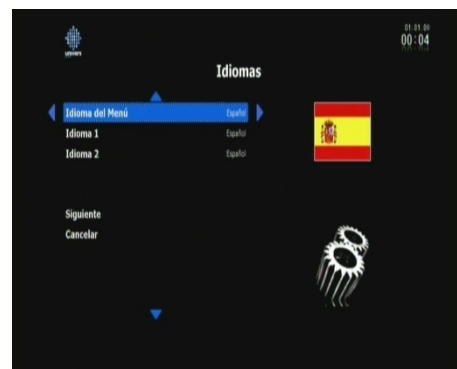 01.01.00
00:04
Idiomas
Idioma del Menú Español
Idioma 1 Español
Idioma 2 Español
Siguiente
Cancelar